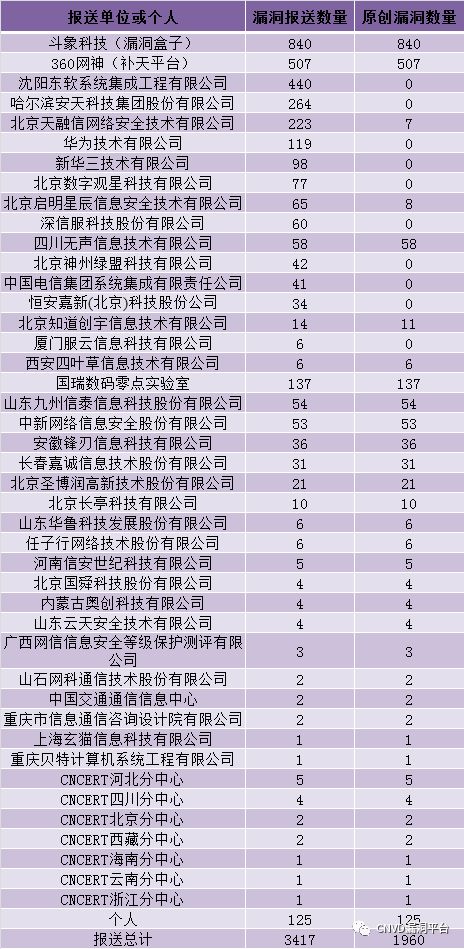 报送单位或个人 漏洞报送数量 原创漏洞数量
斗象科技（漏洞盒子） 840 840
360网神（补天平台） 507 507
沈阳东软系统集成工程有限公司 440 0
哈尔滨安天科技集团股份有限公司 264 0
北京天融信网络安全技术有限公司 223 7
华为技术有限公司 119 0
新华三技术有限公司 98 0
北京数字观星科技有限公司 77 0
北京启明星辰信息安全技术有限公司 65 8
深信服科技股份有限公司 60 0
四川无声信息技术有限公司 58 58
北京神州绿盟科技有限公司 42 0
中国电信集团系统集成有限责任公司 41 0
恒安嘉新(北京)科技股份公司 34 0
北京知道创宇信息技术有限公司 14 11
厦门服云信息科技有限公司 6 0
西安四叶草信息技术有限公司 6 6
国瑞数码零点实验室 137 137
山东九州信泰信息科技股份有限公司 54 54
中新网络信息安全股份有限公司 53 53
安徽锋刃信息科技有限公司 36 36
长春嘉诚信息技术股份有限公司 31 31
北京圣博润高新技术股份有限公司 21 21
北京长亭科技有限公司 10 10
山东华鲁科技发展股份有限公司 6 6
任子行网络技术股份有限公司 6 6
河南信安世纪科技有限公司 5 5
北京国舜科技股份有限公司 4 4
内蒙古奥创科技有限公司 4 4
山东云天安全技术有限公司 4 4
广西网信信息安全等级保护测评有限
公司 3 3
山石网科通信技术股份有限公司 2 2
中国交通通信信息中心 2 2
重庆市信息通信咨询设计院有限公司 2 2
上海玄猫信息科技有限公司 1 1
重庆贝特计算机系统工程有限公司 1 1
CNCERT河北分中心 5 5
CNCERT四川分中心 4 4
CNCERT北京分中心 2 2
CNCERT西藏分中心 2 2
CNCERT海南分中心 1 1
CNCERT云南分中心 1 1
CNCERT浙江分中心 1 1
个人 125 125
CNVD漏洞平台
报送总计 3417 1960